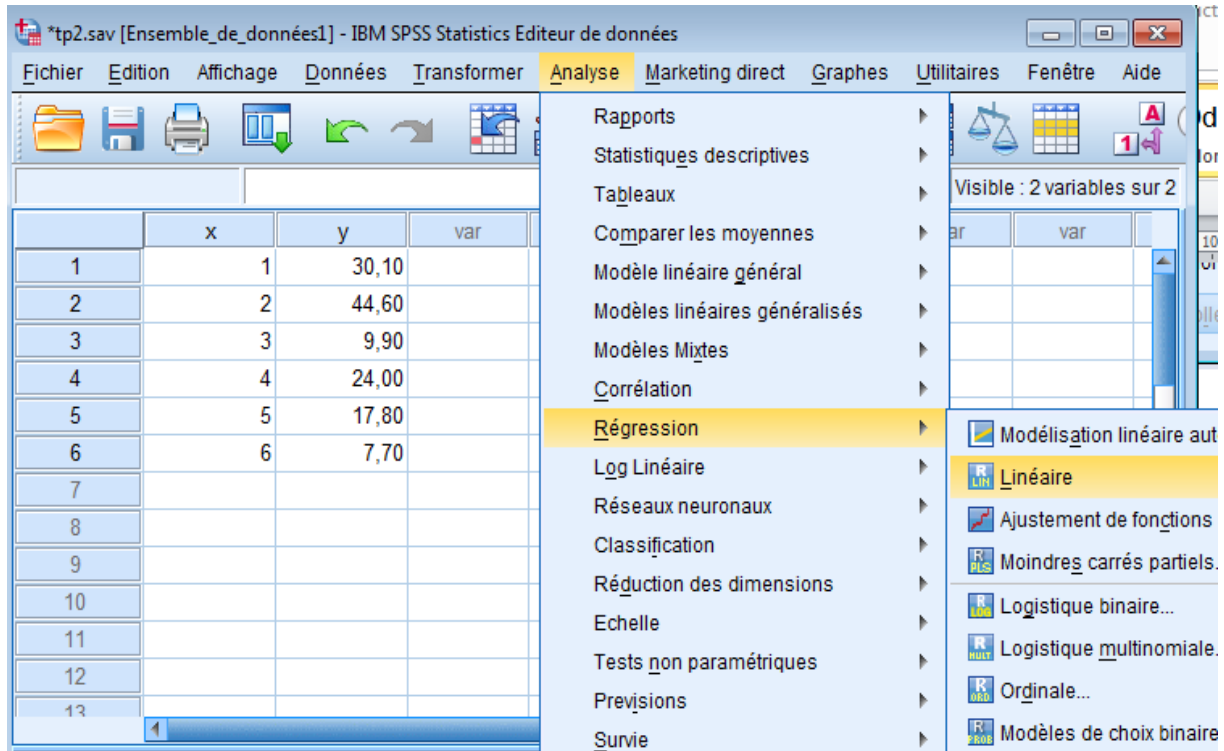 *tp2.sav [Ensemble_de_données1] - IBM SPSS Statistics Editeur de données
Fichier Edition Affichage Données Transformer Analyse Marketing direct Graphes Utilitaires Fenêtre Aide
Visible : 2 variables sur 2
x y var var
1 1 30,10
2 2 44,60
3 3 9,90
4 4 24,00
5 5 17,80
6 6 7,70
7
8
9
10
11
12
13
Rapports
Statistiques descriptives
Tableaux
Comparer les moyennes
Modèle linéaire général
Modèles linéaires généralisés
Modèles Mixtes
Corrélation
Régression
Log Linéaire
Réseaux neuronaux
Classification
Réduction des dimensions
Echelle
Tests non paramétriques
Previsions
Survie
Modélisation linéaire aut
Linéaire
Ajustement de fonctions
Moindres carrés partiels.
Logistique binaire...
Logistique multinomiale.
Ordinale...
Modèles de choix binaire